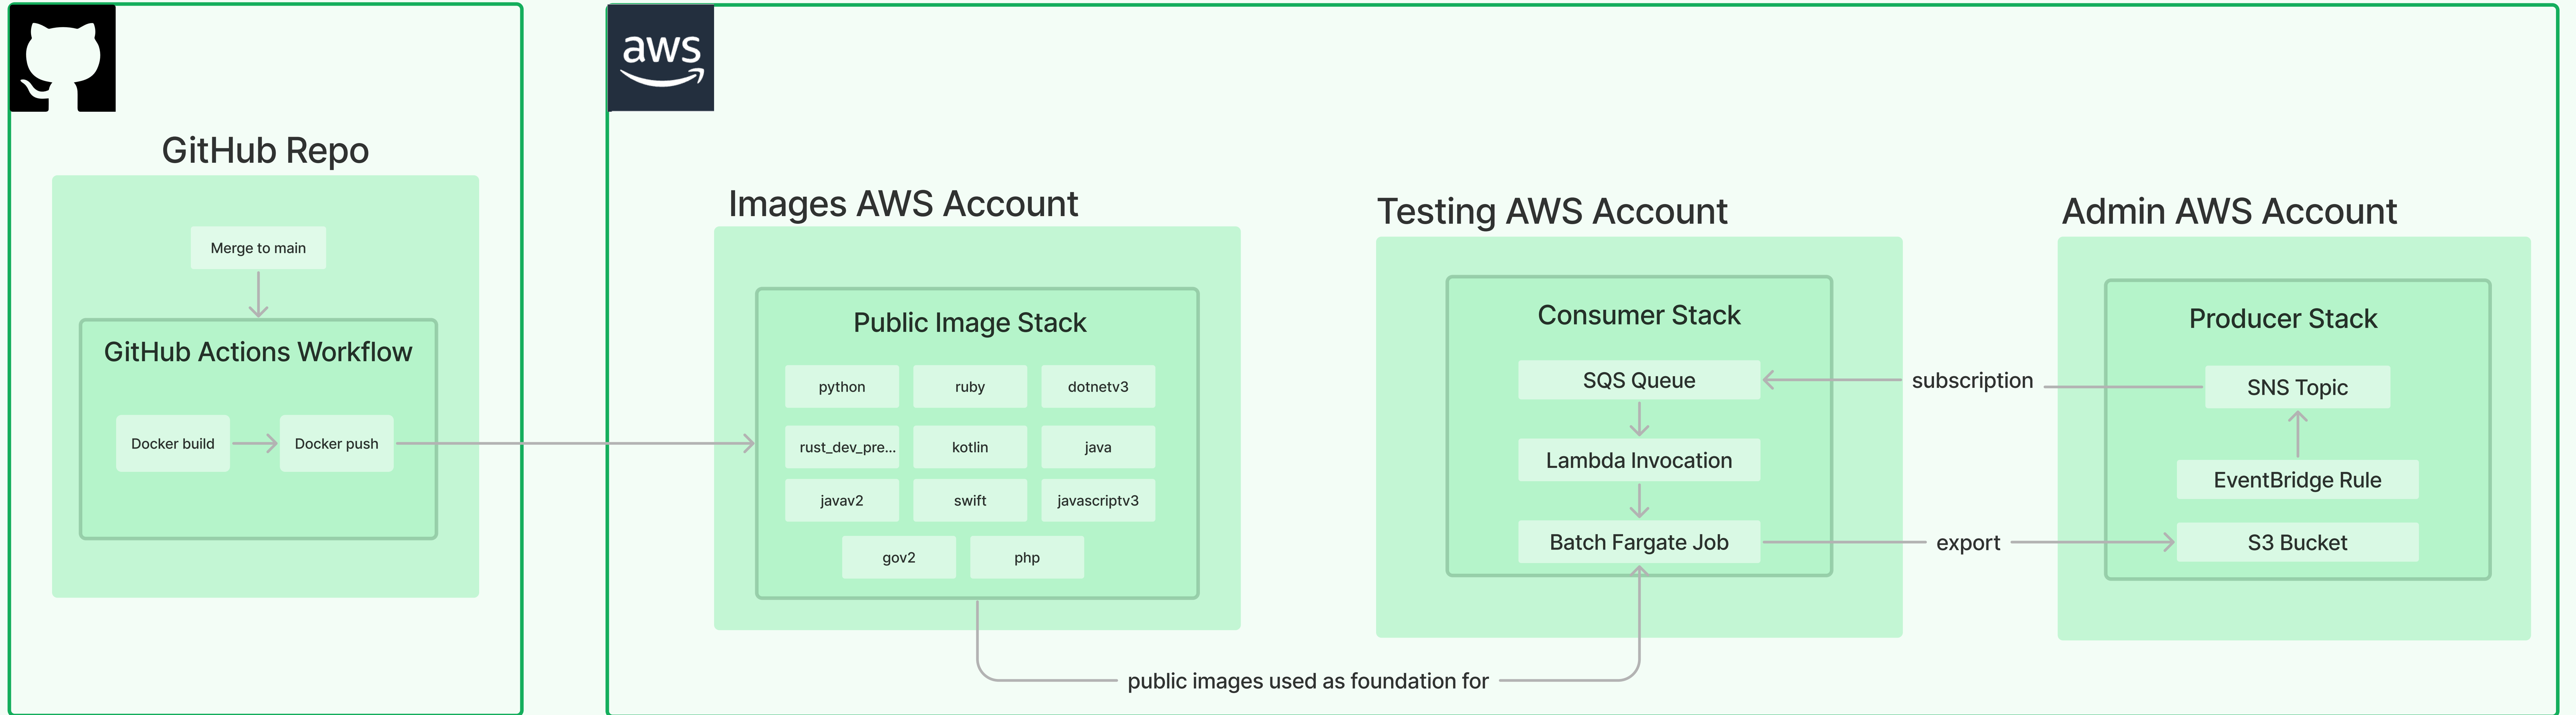 aws
GitHub Repo
Merge to main
GitHub Actions Workflow
Docker build
Docker push
Images AWS Account
Public Image Stack
python
ruby
dotnetv3
rust_dev_pre...
kotlin
java
javav2
swift
javascriptv3
gov2
php
public images used as foundation for
Testing AWS Account
Consumer Stack
SQS Queue
Lambda Invocation
Batch Fargate Job
subscription
export
Admin AWS Account
Producer Stack
SNS Topic
EventBridge Rule
S3 Bucket